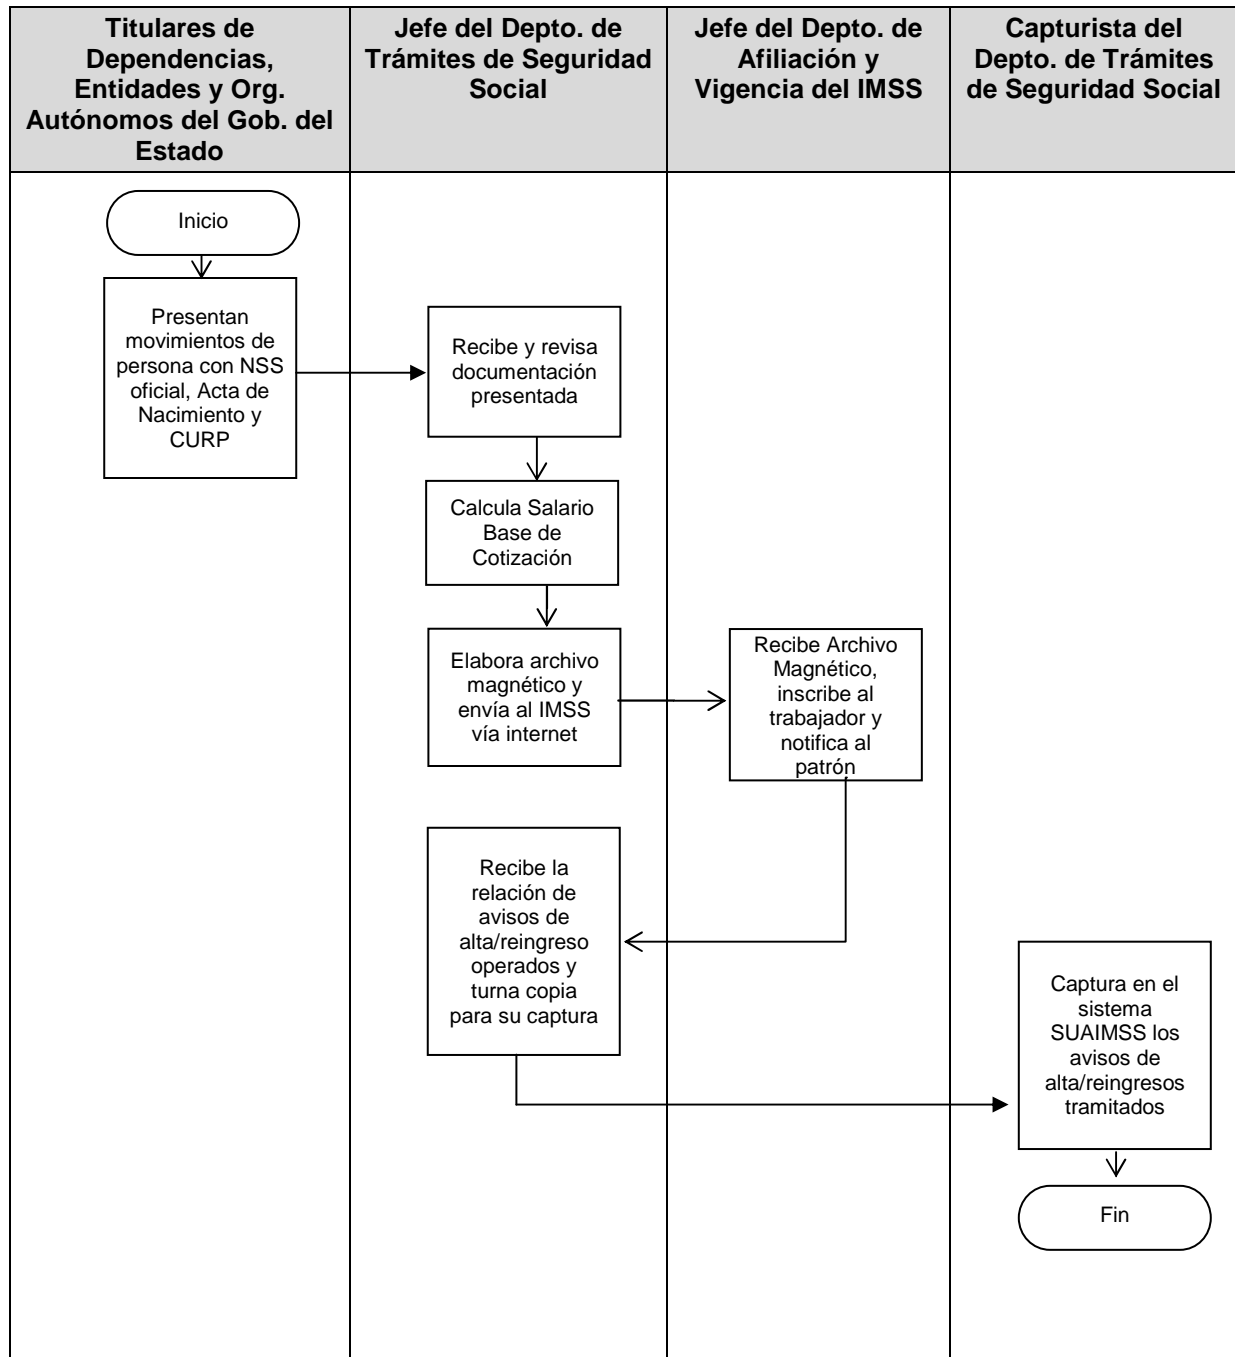 Titulares de
Dependencias,
Entidades y Org.
Autónomos del Gob. del
Estado
Jefe del Depto. de
Trámites de Seguridad
Social
Jefe del Depto. de
Afiliación y
Vigencia del IMSS
Capturista del
Depto. de Trámites
de Seguridad Social
Inicio
Presentan
movimientos de
persona con NSS
oficial, Acta de
Nacimiento y
CURP
Recibe y revisa
documentación
presentada
Calcula Salario
Base de
Cotización
Elabora archivo
magnético y
envía al IMSS
vía internet
Recibe Archivo
Magnético,
inscribe al
trabajador y
notifica al
patrón
Recibe la
relación de
avisos de
alta/reingreso
operados y
turna copia
para su captura
Captura en el
sistema
SUAIMSS los
avisos de
alta/reingresos
tramitados
Fin